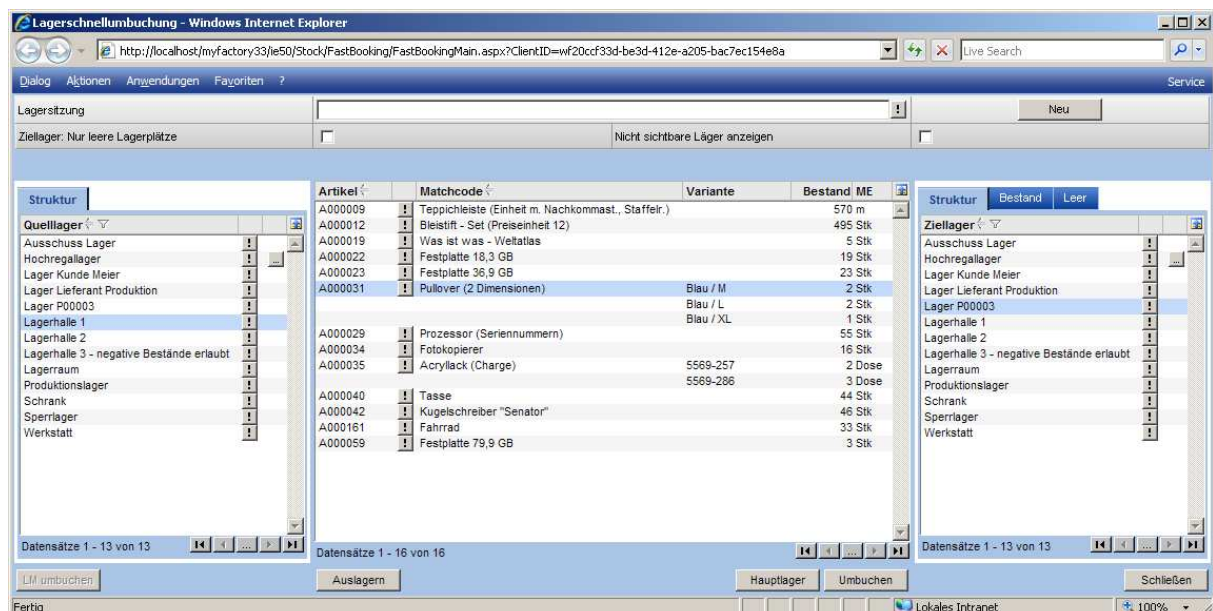 Lagerschnellumbuchung - Windows Internet Explorer
http://localhost/myfactory33/ie50/Stock/FastBooking/FastBookingMain.aspx?ClientID=wf20ccf33d-be3d-412e-a205-bac7ec154e8a
Live Search
Dialog Aktionen Anwendungen Favoriten ? Service
Lagersitzung ! Neu
Ziellager: Nur leere Lagerplätze Nicht sichtbare Läger anzeigen
Struktur
Quelllager
Ausschuss Lager !
Hochregallager ! ...
Lager Kunde Meier !
Lager Lieferant Produktion !
Lager P00003 !
Lagerhalle 1 !
Lagerhalle 2 !
Lagerhalle 3 - negative Bestände erlaubt !
Lagerraum !
Produktionslager !
Schrank !
Sperrlager !
Werkstatt !
Datensätze 1 - 13 von 13 ...
Artikel Matchcode Variante Bestand ME
A000009 ! Teppichleiste (Einheit m. Nachkommast., Staffelr.) 570 m
A000012 ! Bleistift - Set (Preiseinheit 12) 495 Stk
A000019 ! Was ist was - Weltatlas 5 Stk
A000022 ! Festplatte 18,3 GB 19 Stk
A000023 ! Festplatte 36,9 GB 23 Stk
A000031 ! Pullover (2 Dimensionen) Blau / M 2 Stk
Blau / L 2 Stk
Blau / XL 1 Stk
A000029 ! Prozessor (Seriennummern) 55 Stk
A000034 ! Fotokopierer 16 Stk
A000035 ! Acryllack (Charge) 5569-257 2 Dose
5569-286 3 Dose
A000040 ! Tasse 44 Stk
A000042 ! Kugelschreiber "Senator" 46 Stk
A000161 ! Fahrrad 33 Stk
A000059 ! Festplatte 79,9 GB 3 Stk
Datensätze 1 - 16 von 16 ...
Struktur Bestand Leer
Ziellager
Ausschuss Lager !
Hochregallager ! ...
Lager Kunde Meier !
Lager Lieferant Produktion !
Lager P00003 !
Lagerhalle 1 !
Lagerhalle 2 !
Lagerhalle 3 - negative Bestände erlaubt !
Lagerraum !
Produktionslager !
Schrank !
Sperrlager !
Werkstatt !
Datensätze 1 - 13 von 13 ...
LM umbuchen Auslagern Hauptlager Umbuchen Schließen
Fertig Lokales Intranet 100%